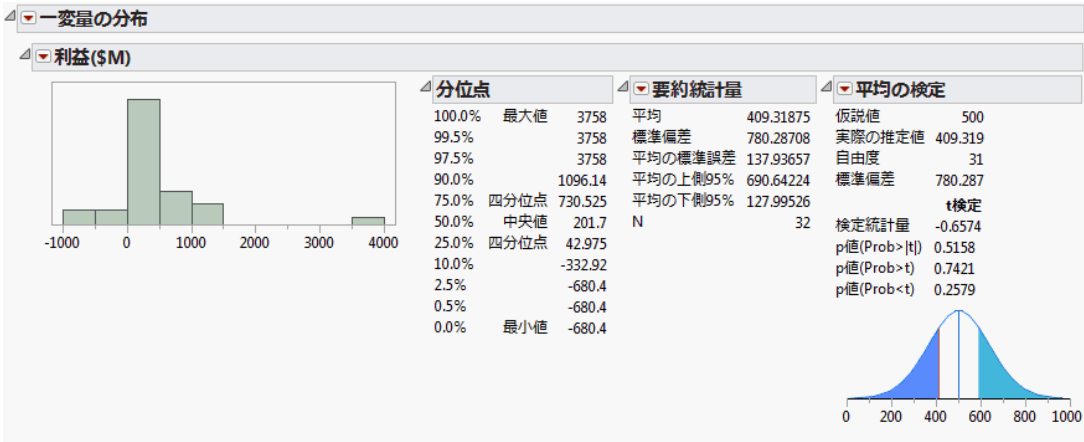 一変量の分布
利益($M)
-1000 0 1000 2000 3000 4000
分位点
100.0% 最大値 3758
99.5% 3758
97.5% 3758
90.0% 1096.14
75.0% 四分位点 730.525
50.0% 中央値 201.7
25.0% 四分位点 42.975
10.0% -332.92
2.5% -680.4
0.5% -680.4
0.0% 最小値 -680.4
要約統計量
平均 409.31875
標準偏差 780.28708
平均の標準誤差 137.93657
平均の上側95% 690.64224
平均の下側95% 127.99526
N 32
平均の検定
仮説値 500
実際の推定値 409.319
自由度 31
標準偏差 780.287
t検定
検定統計量 -0.6574
p値(Prob>|t|) 0.5158
p値(Prob>t) 0.7421
p値(Prob<t) 0.2579
0 200 400 600 800 1000